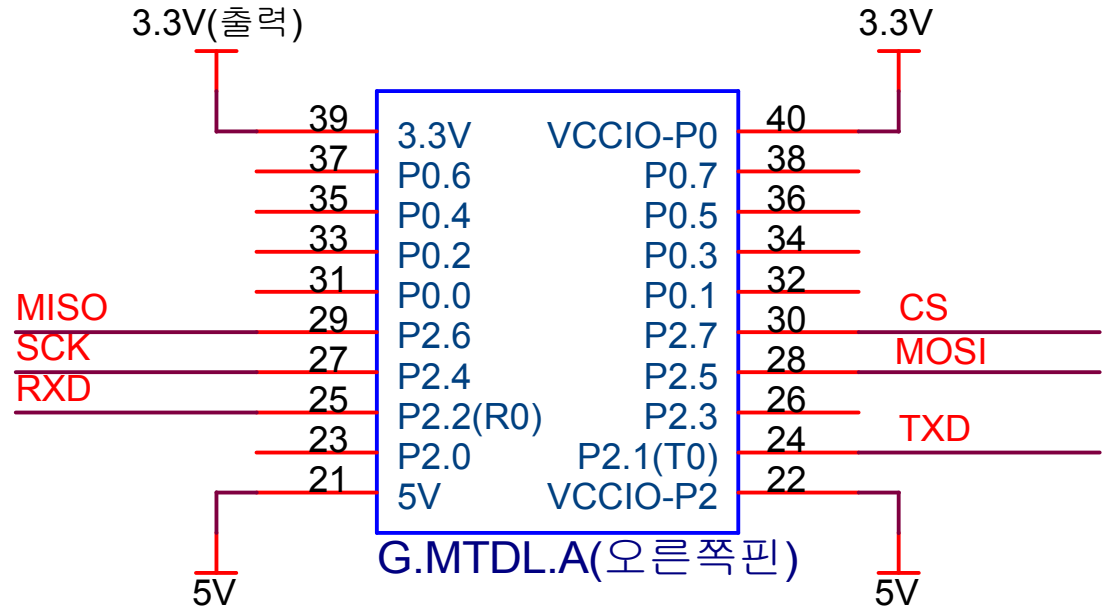 3.3V(출력) 3.3V
39 3.3V VCCIO-P0 40
37 P0.6 P0.7 38
35 P0.4 P0.5 36
33 P0.2 P0.3 34
31 P0.0 P0.1 32
MISO 29 P2.6 P2.7 30 CS
SCK 27 P2.4 P2.5 28 MOSI
RXD 25 P2.2(R0) P2.3 26
23 P2.0 P2.1(T0) 24 TXD
21 5V VCCIO-P2 22
G.MTDL.A(오른쪽핀)
5V 5V